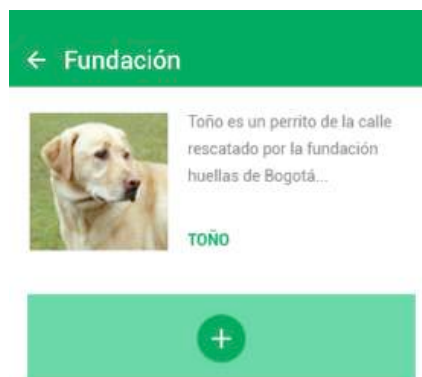 Fundación
Toño es un perrito de la calle
rescatado por la fundación
huellas de Bogotá...
TOÑO